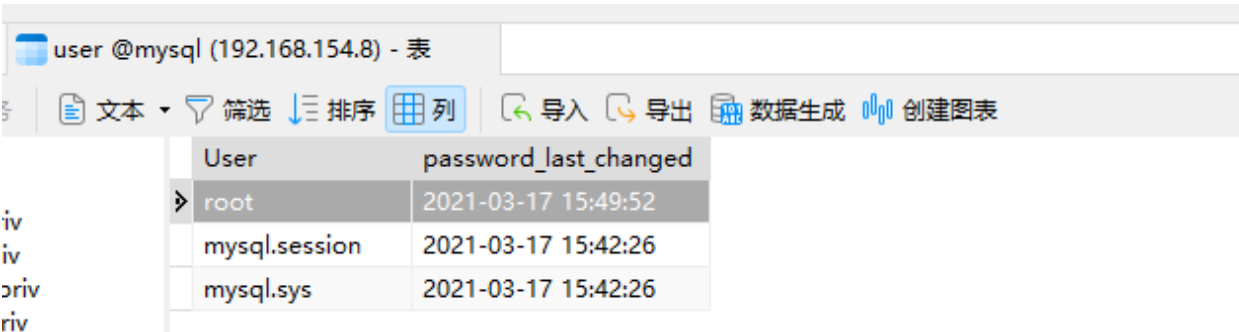 user @mysql (192.168.154.8) - 表
文本 筛选 排序 列 导入 导出 数据生成 创建图表
User password_last_changed
root 2021-03-17 15:49:52
mysql.session 2021-03-17 15:42:26
mysql.sys 2021-03-17 15:42:26